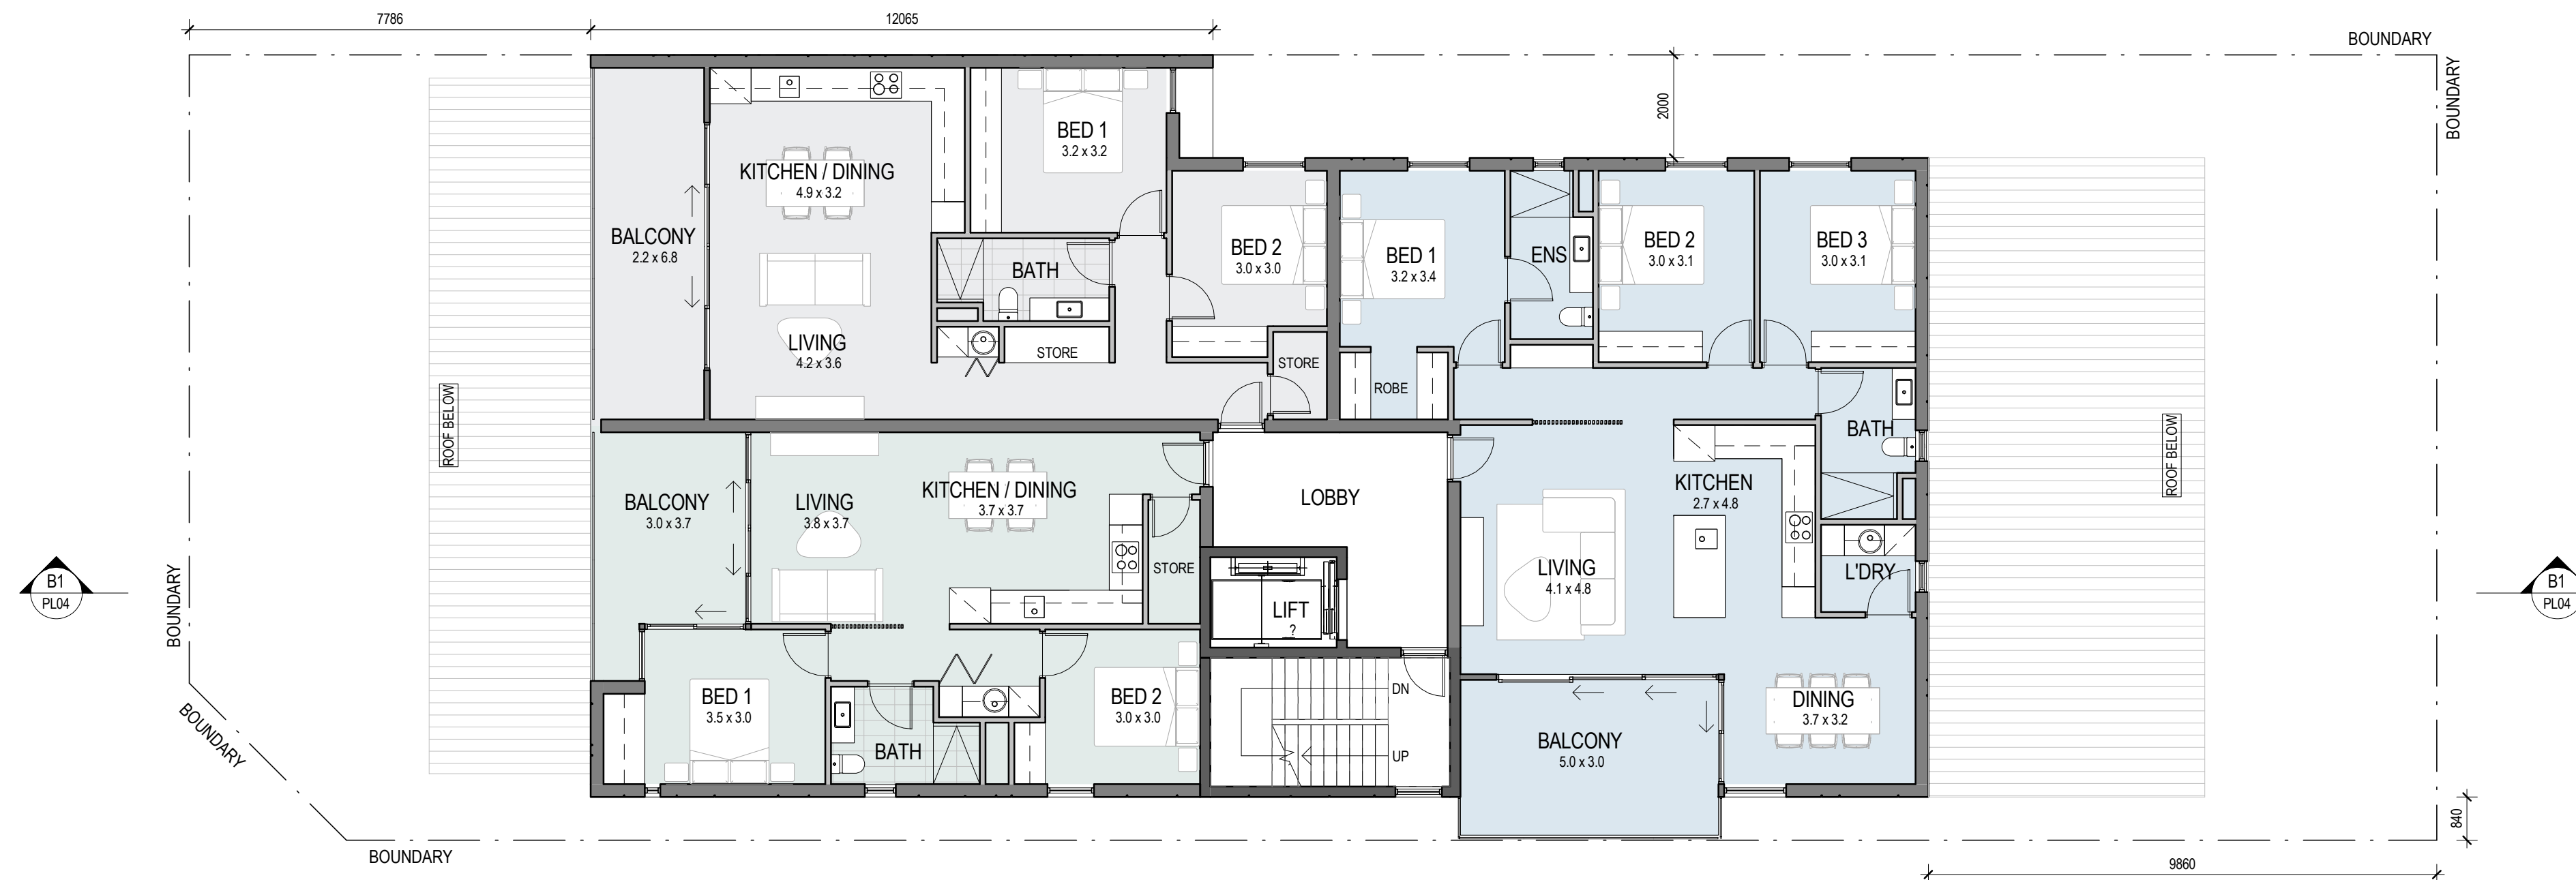 7786
12065
BOUNDARY
BOUNDARY
2000
KITCHEN / DINING
4.9 x 3.2
BED 1
3.2 x 3.2
BALCONY
2.2 x 6.8
BATH
BED 2
3.0 x 3.0
LIVING
4.2 x 3.6
STORE
STORE
BED 1
3.2 x 3.4
ENS
BED 2
3.0 x 3.1
BED 3
3.0 x 3.1
ROBE
ROOF BELOW
ROOF BELOW
BALCONY
3.0 x 3.7
LIVING
3.8 x 3.7
KITCHEN / DINING
3.7 x 3.7
STORE
LOBBY
LIFT
?
KITCHEN
2.7 x 4.8
BATH
LIVING
4.1 x 4.8
L'DRY
B1
PL04
BOUNDARY
B1
PL04
BED 1
3.5 x 3.0
BATH
BED 2
3.0 x 3.0
DN
UP
BALCONY
5.0 x 3.0
DINING
3.7 x 3.2
BOUNDARY
BOUNDARY
840
9860